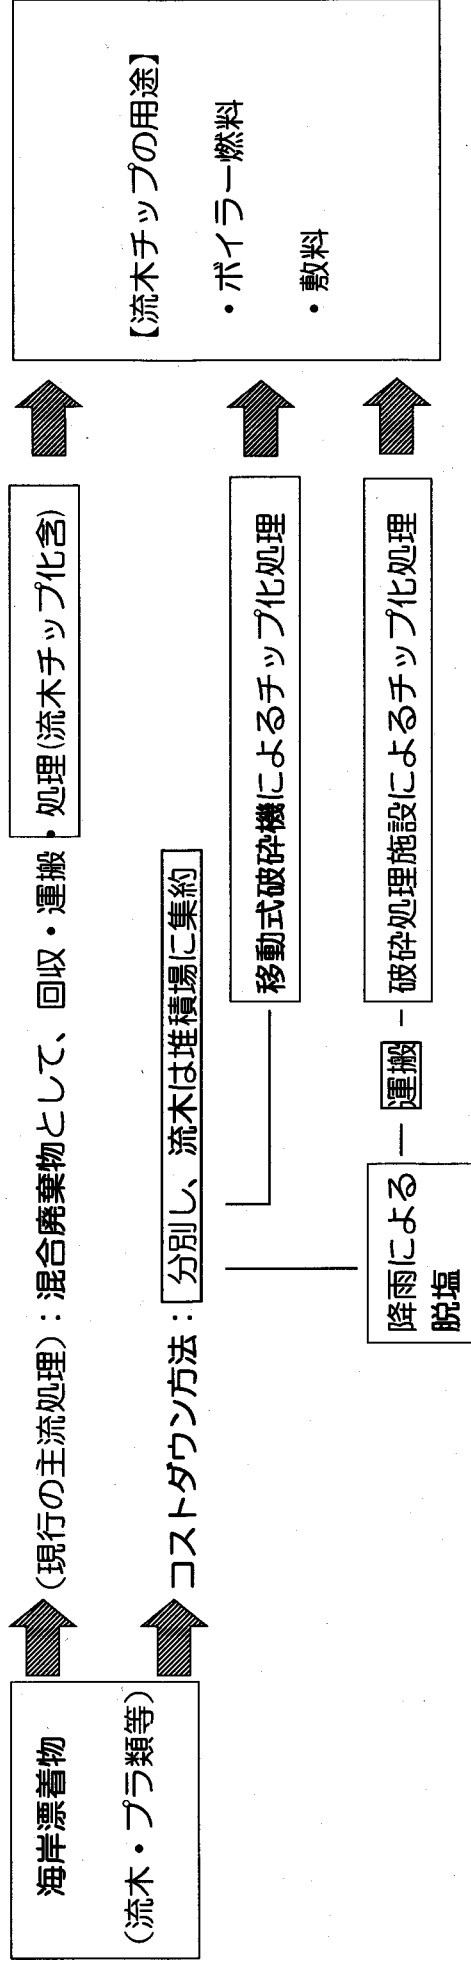 海岸漂着物
（流木・プラ類等）
（現行の主流処理）：混合廃棄物として、回収・運搬・処理(流木チップ化含)
コストダウン方法：分別し、流木は堆積場に集約
移動式破砕機によるチップ化処理
降雨による
脱塩
運搬
破砕処理施設によるチップ化処理
【流木チップの用途】
・ボイラー燃料
・敷料